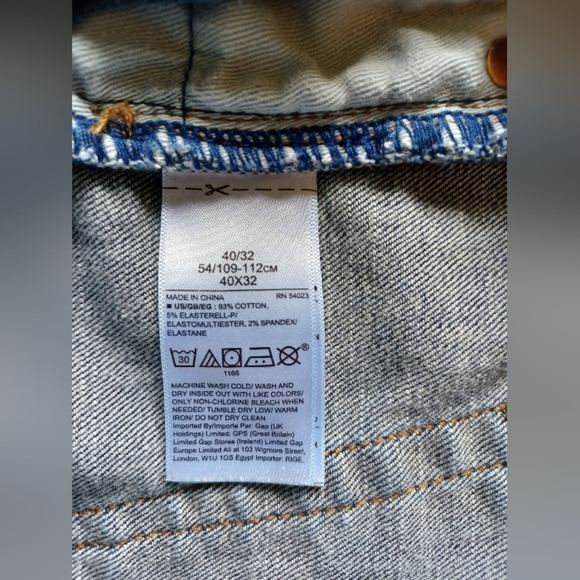 40/32
54/109-112CM
40X32
MADE IN CHINA RN 54023
■ US/GB/EG : 93% COTTON,
5% ELASTERELL-P/
ELASTOMULTIESTER, 2% SPANDEX/
ELASTANE
30
®
1166
MACHINE WASH COLD/ WASH AND
DRY INSIDE OUT WITH LIKE COLORS/
ONLY NON-CHLORINE BLEACH WHEN
NEEDED/ TUMBLE DRY LOW/ WARM
IRON/ DO NOT DRY CLEAN
Imported By/Importe Par: Gap (UK
Holdings) Limited: GPS (Great Britain)
Limited Gap Stores (Ireland) Limited Gap
Europe Limited All at 103 Wigmore Street,
London, W1U 1QS Egypt Importer: RIGE.